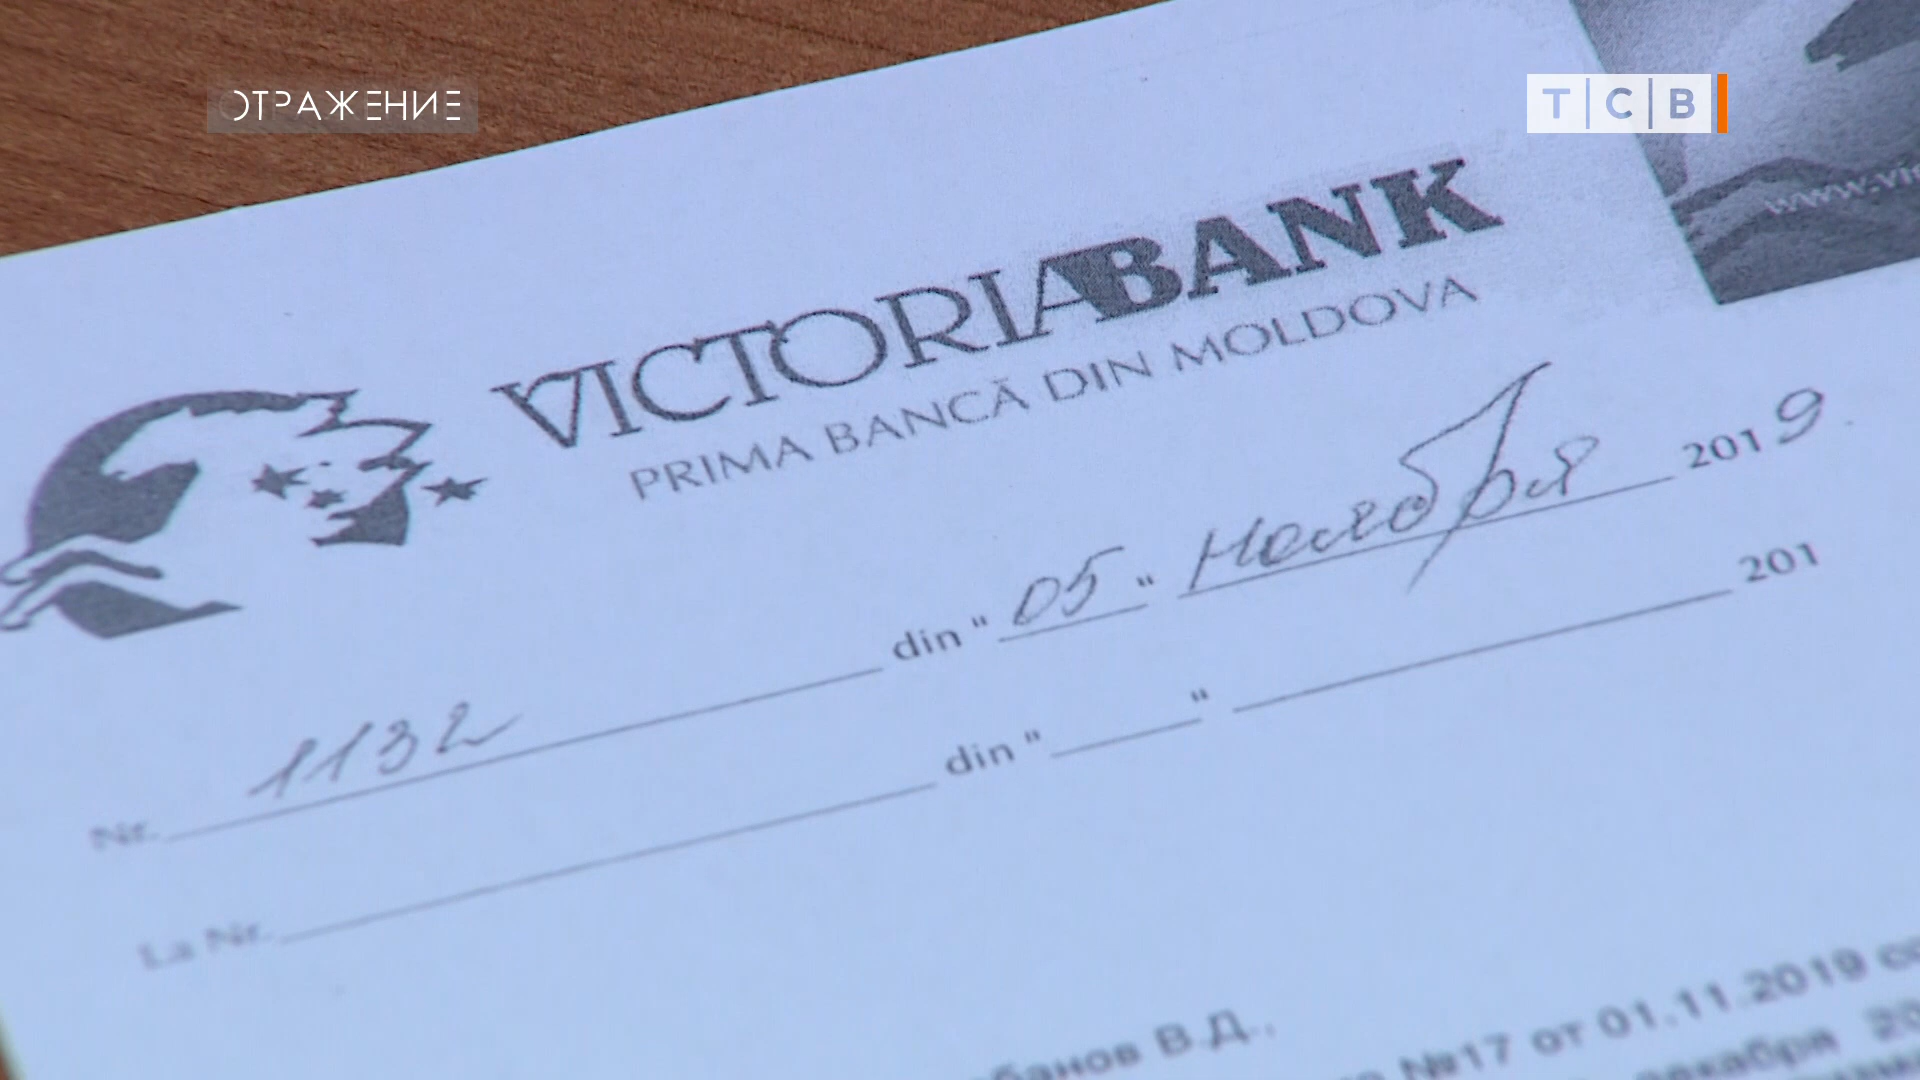 ОТРАЖЕНИЕ
ТСВ
VICTORIABANK
PRIMA BANCĂ DIN MOLDOVA
Nr. 1132 din "05" Ноября 2019
La Nr. din " " 201
В.Д.,
№17 от 01.11.2019
декабря